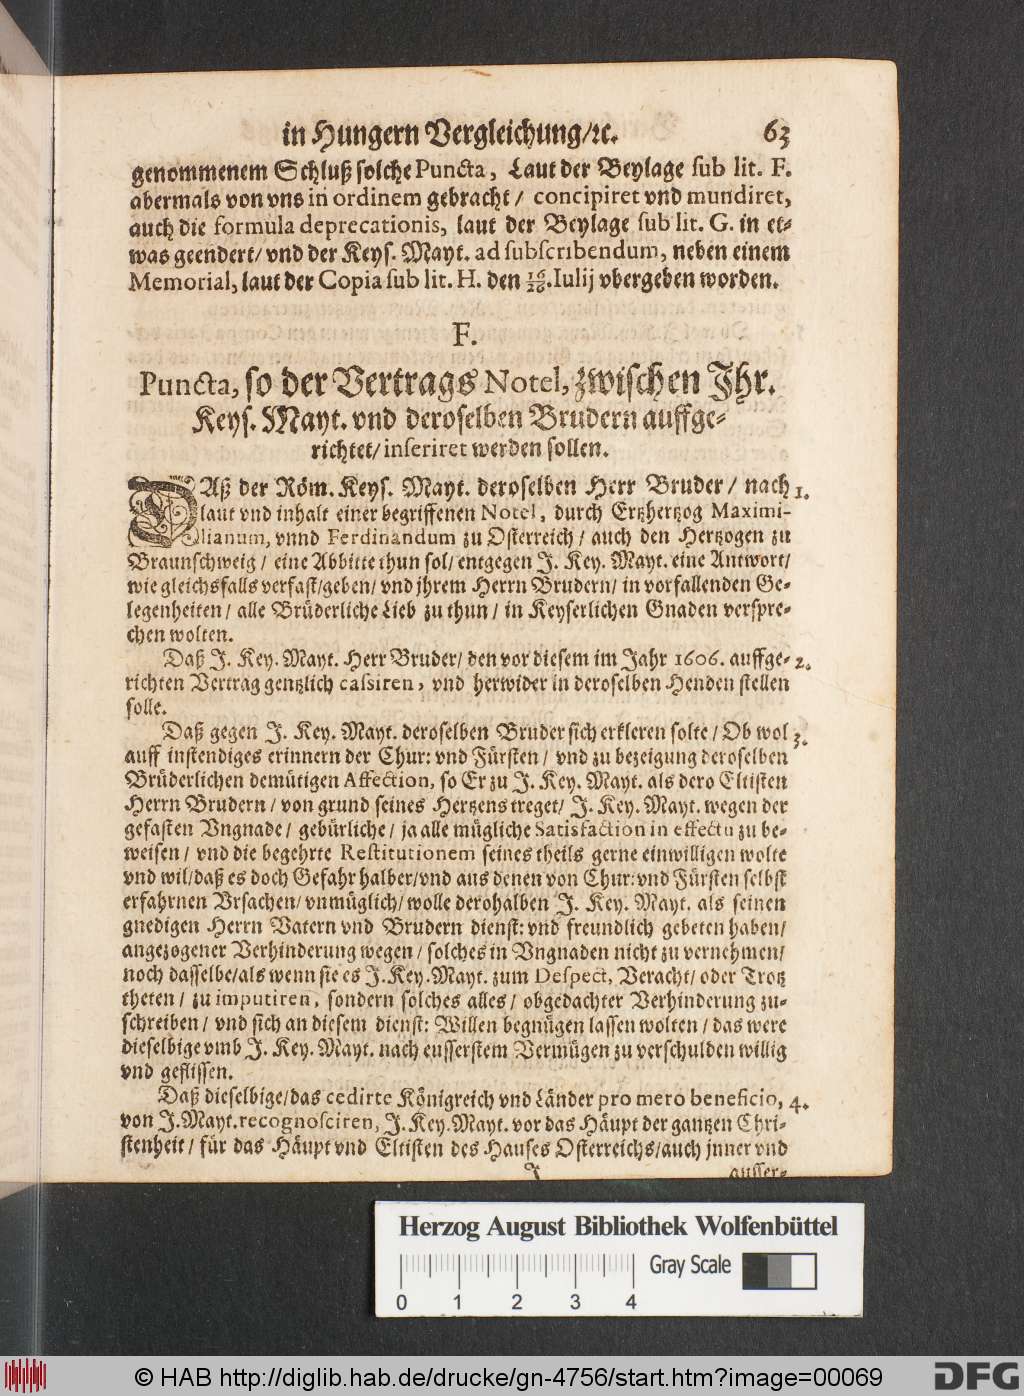 in Hungern Vergleichung/ꝛc. 63
genommenem Schluß solche Puncta, Laut der Beylage sub lit. F.
abermals von vns in ordinem gebracht / concipiret vnd mundiret,
auch die formula deprecationis, laut der Beylage sub lit. G. in et⸗
was geendert/ vnd der Keys. Mayt. ad subscribendum, neben einem
Memorial, laut der Copia sub lit. H. den 16/26. Iulij vbergeben worden.
F.
Puncta, so der Vertrags Notel, zwischen Jhr.
Keys. Mayt. vnd deroselben Brudern auffge⸗
richtet/ inseriret werden sollen.
DAß der Röm. Keys. Mayt. deroselben Herr Bruder / nach 1.
laut vnd inhalt einer begriffenen Notel, durch Ertzhertzog Maximi-
lianum, vnnd Ferdinandum zu Osterreich / auch den Hertzogen zu
Braunschweig / eine Abbitte thun sol/ entgegen J. Key. Mayt. eine Antwort/
wie gleichsfalls verfast/geben/ vnd jhrem Herrn Brudern/ in vorfallenden Ge⸗
legenheiten / alle Brüderliche Lieb zu thun / in Keyserlichen Gnaden verspre⸗
chen wolten.
Daß J. Key. Mayt. Herr Bruder/ den vor diesem im Jahr 1606. auffge⸗ 2.
richten Vertrag gentzlich cassiren, vnd herwider in deroselben Henden stellen
solle.
Daß gegen J. Key. Mayt. deroselben Bruder sich erkleren solte / Ob wol 3.
auff instendiges erinnern der Chur: vnd Fürsten / vnd zu bezeigung deroselben
Brüderlichen demütigen Affection, so Er zu J. Key. Mayt. als dero Eltisten
Herrn Brudern / von grund seines Hertzens treget/ J. Key. Mayt. wegen der
gefasten Vngnade / gebürliche / ja alle mügliche Satisfaction in effectu zu be⸗
weisen / vnd die begehrte Restitutionem seines theils gerne einwilligen wolte
vnd wil/daß es doch Gefahr halber/vnd aus denen von Chur: vnd Fürsten selbst
erfahrnen Vrsachen/ vnmüglich/ wolle derohalben J. Key. Mayt. als seinen
gnedigen Herrn Vatern vnd Brudern dienst: vnd freundlich gebeten haben/
angezogener Verhinderung wegen / solches in Vngnaden nicht zu vernehmen/
noch dasselbe/als wenn sie es J. Key. Mayt. zum Despect, Veracht/ oder Trotz
theten / zu imputiren, sondern solches alles / obgedachter Verhinderung zu⸗
schreiben / vnd sich an diesem dienst: Willen begnügen lassen wolten / das were
dieselbige vmb J. Key. Mayt. nach eusserstem Vermügen zu verschulden willig
vnd geflissen.
Daß dieselbige/das cedirte Königreich vnd Länder pro mero beneficio, 4.
von J. Mayt. recognosciren, J. Key. Mayt. vor das Häupt der gantzen Chri⸗
stenheit / für das Häupt vnd Eltisten des Hauses Osterreichs/auch jnner vnd
J ausser⸗
Herzog August Bibliothek Wolfenbüttel
Gray Scale
0 1 2 3 4
© HAB http://diglib.hab.de/drucke/gn-4756/start.htm?image=00069
DFG